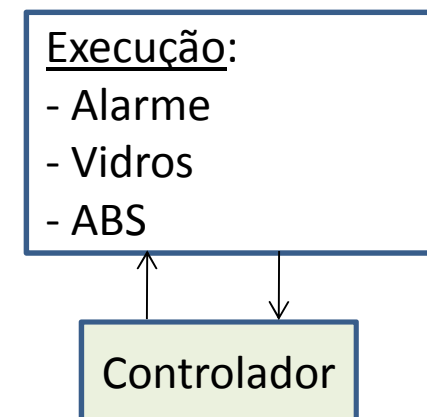 Execução:
- Alarme
- Vidros
- ABS
Controlador